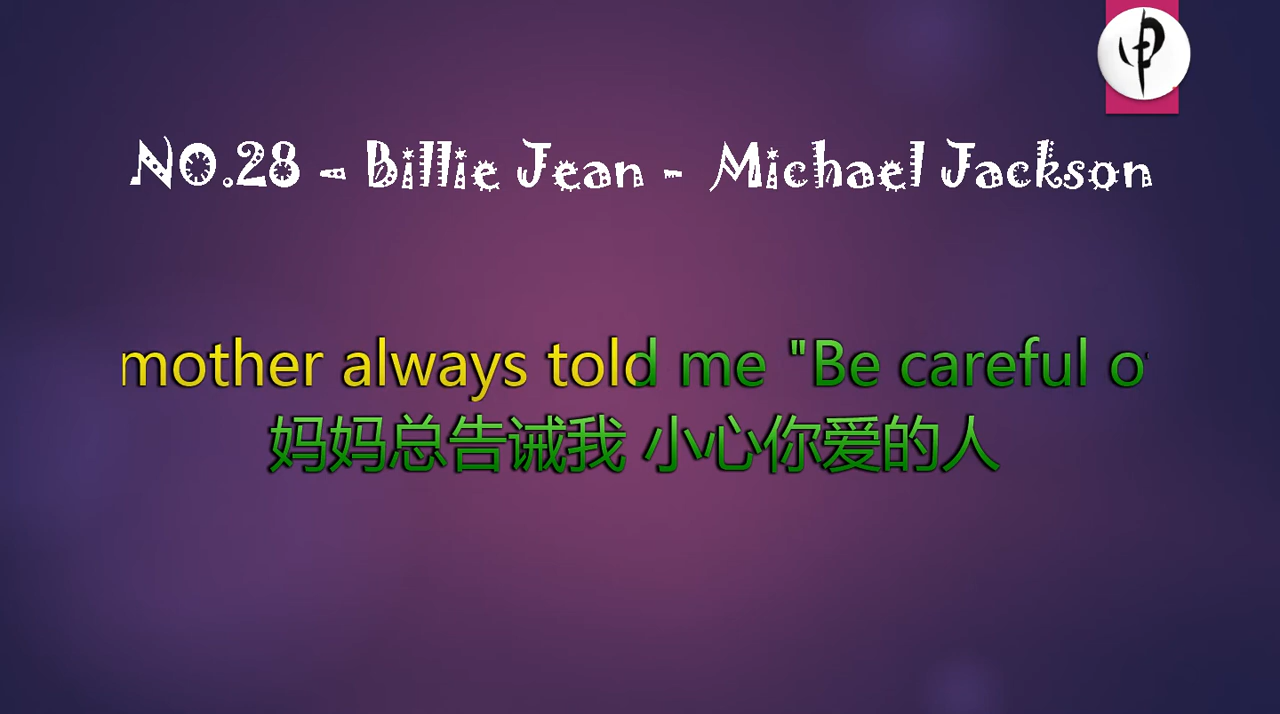 NO.28 – Billie Jean - Michael Jackson
mother always told me "Be careful o
妈妈总告诫我 小心你爱的人